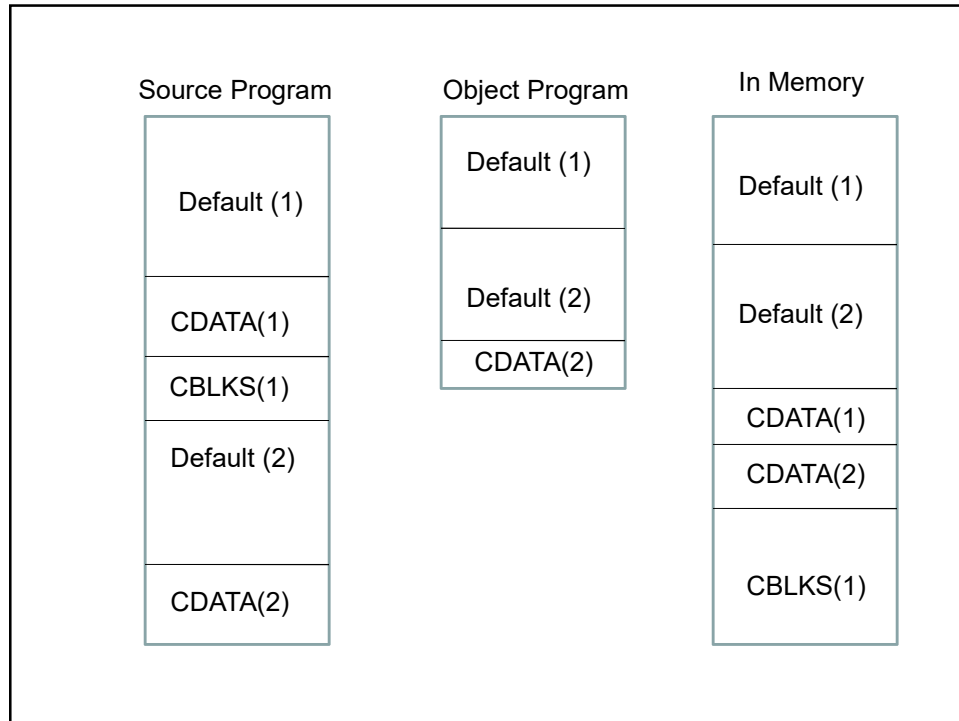 Source Program
Default (1)
CDATA(1)
CBLKS(1)
Default (2)
CDATA(2)
Object Program
Default (1)
Default (2)
CDATA(2)
In Memory
Default (1)
Default (2)
CDATA(1)
CDATA(2)
CBLKS(1)